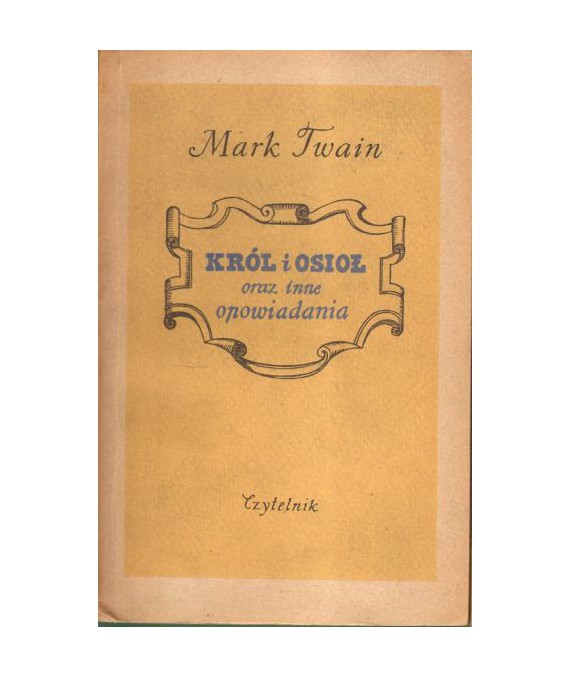 Mark Twain
KRÓL i OSIOŁ
oraz inne
opowiadania
Czytelnik